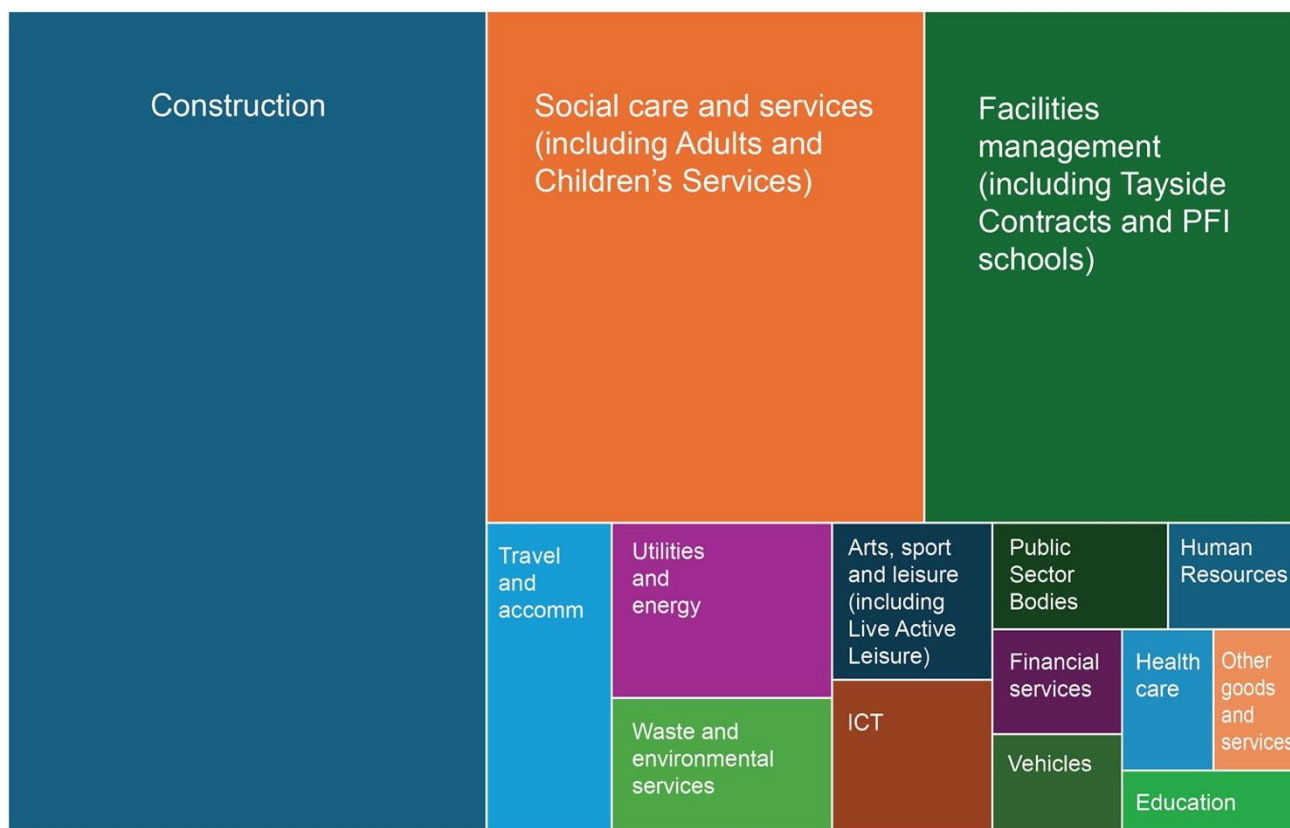 Construction
Social care and services
(including Adults and
Children’s Services)
Facilities
management
(including Tayside
Contracts and PFI
schools)
Travel
and
accomm
Utilities
and
energy
Waste and
environmental
services
Arts, sport
and leisure
(including
Live Active
Leisure)
ICT
Public
Sector
Bodies
Human
Resources
Financial
services
Vehicles
Health
care
Other
goods
and
services
Education